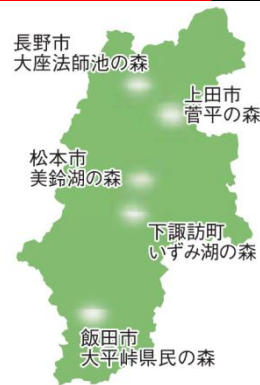 長野市
大座法師池の森
上田市
菅平の森
松本市
美鈴湖の森
下諏訪町
いずみ湖の森
飯田市
大平峠県民の森